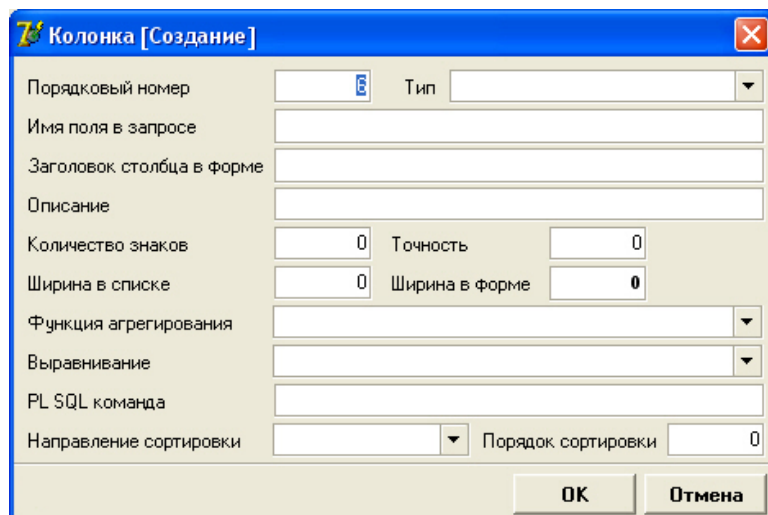 Колонка [Создание]
Порядковый номер 6 Тип
Имя поля в запросе
Заголовок столбца в форме
Описание
Количество знаков 0 Точность 0
Ширина в списке 0 Ширина в форме 0
Функция агрегирования
Выравнивание
PL SQL команда
Направление сортировки Порядок сортировки 0
OK Отмена